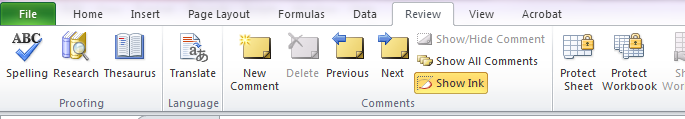 File Home Insert Page Layout Formulas Data Review View Acrobat
ABC
Spelling Research Thesaurus
Proofing
あ
Translate
Language
New Comment
Delete
Previous
Next
Show/Hide Comment
Show All Comments
Show Ink
Comments
Protect Sheet
Protect Workbook